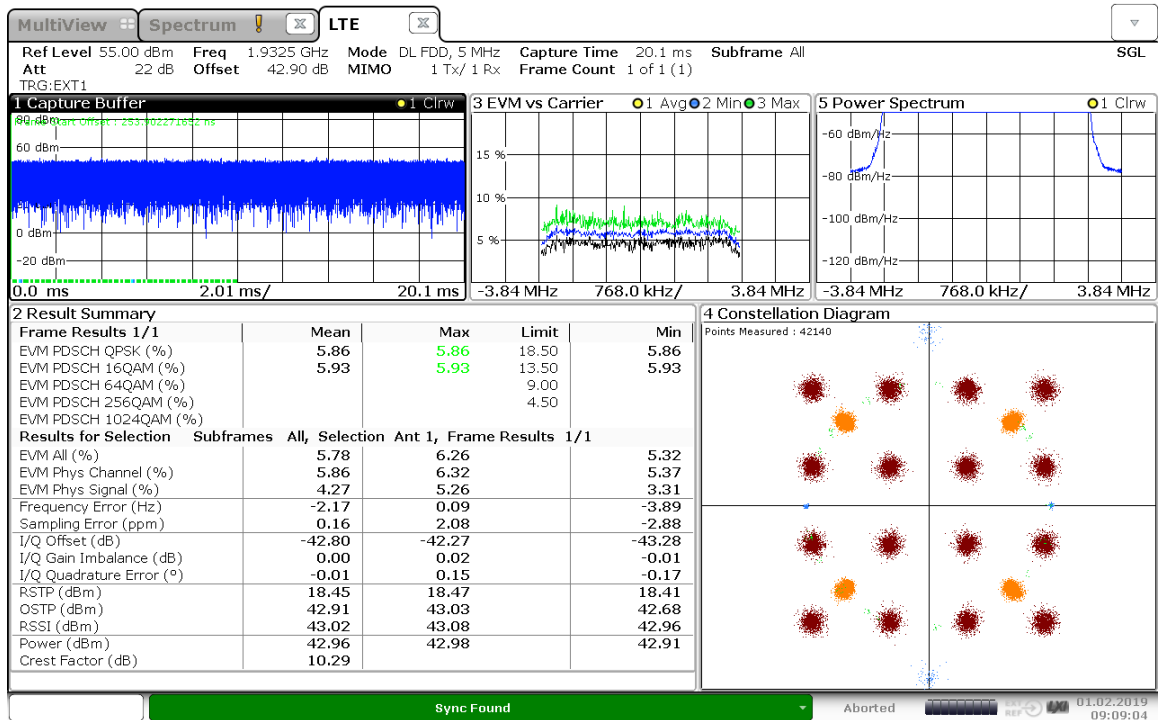 MultiView Spectrum LTE
Ref Level 55.00 dBm Freq 1.9325 GHz Mode DL FDD, 5 MHz Capture Time 20.1 ms Subframe All SGL
Att 22 dB Offset 42.90 dB MIMO 1 Tx/ 1 Rx Frame Count 1 of 1 (1)
TRG:EXT1
1 Capture Buffer 1 Clrw
80 dBm
Frame Start Offset : 253.902271652 ns
60 dBm
0 dBm
-20 dBm
0.0 ms 2.01 ms/ 20.1 ms
3 EVM vs Carrier 1 Avg 2 Min 3 Max
15 %
10 %
5 %
-3.84 MHz 768.0 kHz/ 3.84 MHz
5 Power Spectrum 1 Clrw
-60 dBm/Hz
-80 dBm/Hz
-100 dBm/Hz
-120 dBm/Hz
-3.84 MHz 768.0 kHz/ 3.84 MHz
2 Result Summary
Frame Results 1/1 Mean Max Limit Min
EVM PDSCH QPSK (%) 5.86 5.86 18.50 5.86
EVM PDSCH 16QAM (%) 5.93 5.93 13.50 5.93
EVM PDSCH 64QAM (%) 9.00
EVM PDSCH 256QAM (%) 4.50
EVM PDSCH 1024QAM (%)
Results for Selection Subframes All, Selection Ant 1, Frame Results 1/1
EVM All (%) 5.78 6.26 5.32
EVM Phys Channel (%) 5.86 6.32 5.37
EVM Phys Signal (%) 4.27 5.26 3.31
Frequency Error (Hz) -2.17 0.09 -3.89
Sampling Error (ppm) 0.16 2.08 -2.88
I/Q Offset (dB) -42.80 -42.27 -43.28
I/Q Gain Imbalance (dB) 0.00 0.02 -0.01
I/Q Quadrature Error (°) -0.01 0.15 -0.17
RSTP (dBm) 18.45 18.47 18.41
OSTP (dBm) 42.91 43.03 42.68
RSSI (dBm) 43.02 43.08 42.96
Power (dBm) 42.96 42.98 42.91
Crest Factor (dB) 10.29
4 Constellation Diagram
Points Measured : 42140
Sync Found Aborted EXT REF LXI 01.02.2019
09:09:04